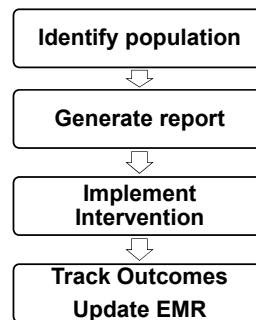 Identify population
Generate report
Implement
Intervention
Track Outcomes
Update EMR